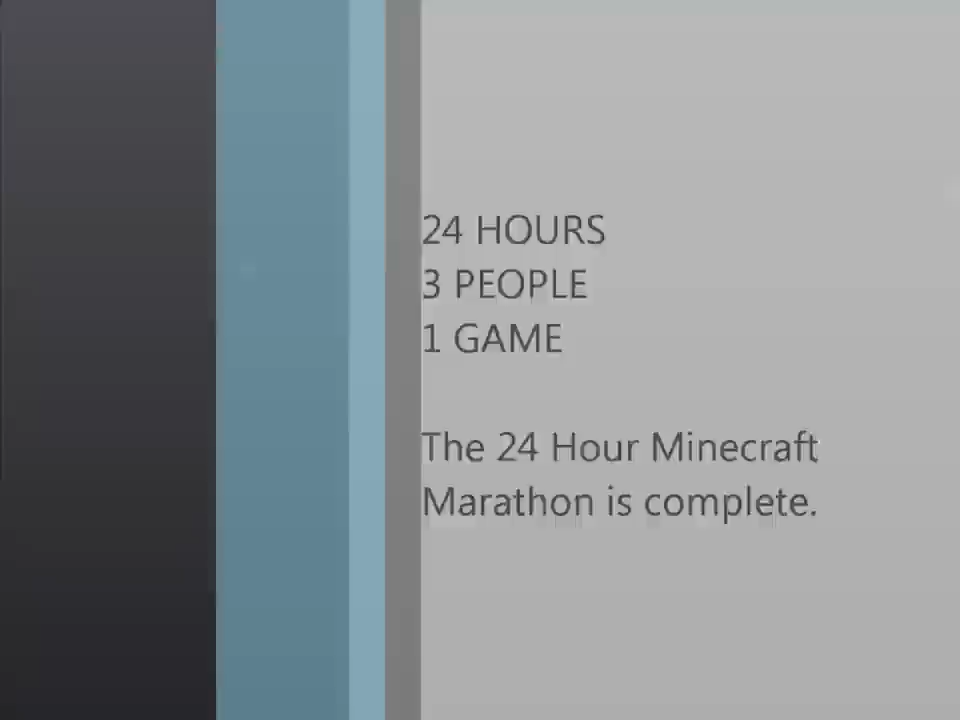 24 HOURS
3 PEOPLE
1 GAME
The 24 Hour Minecraft
Marathon is complete.